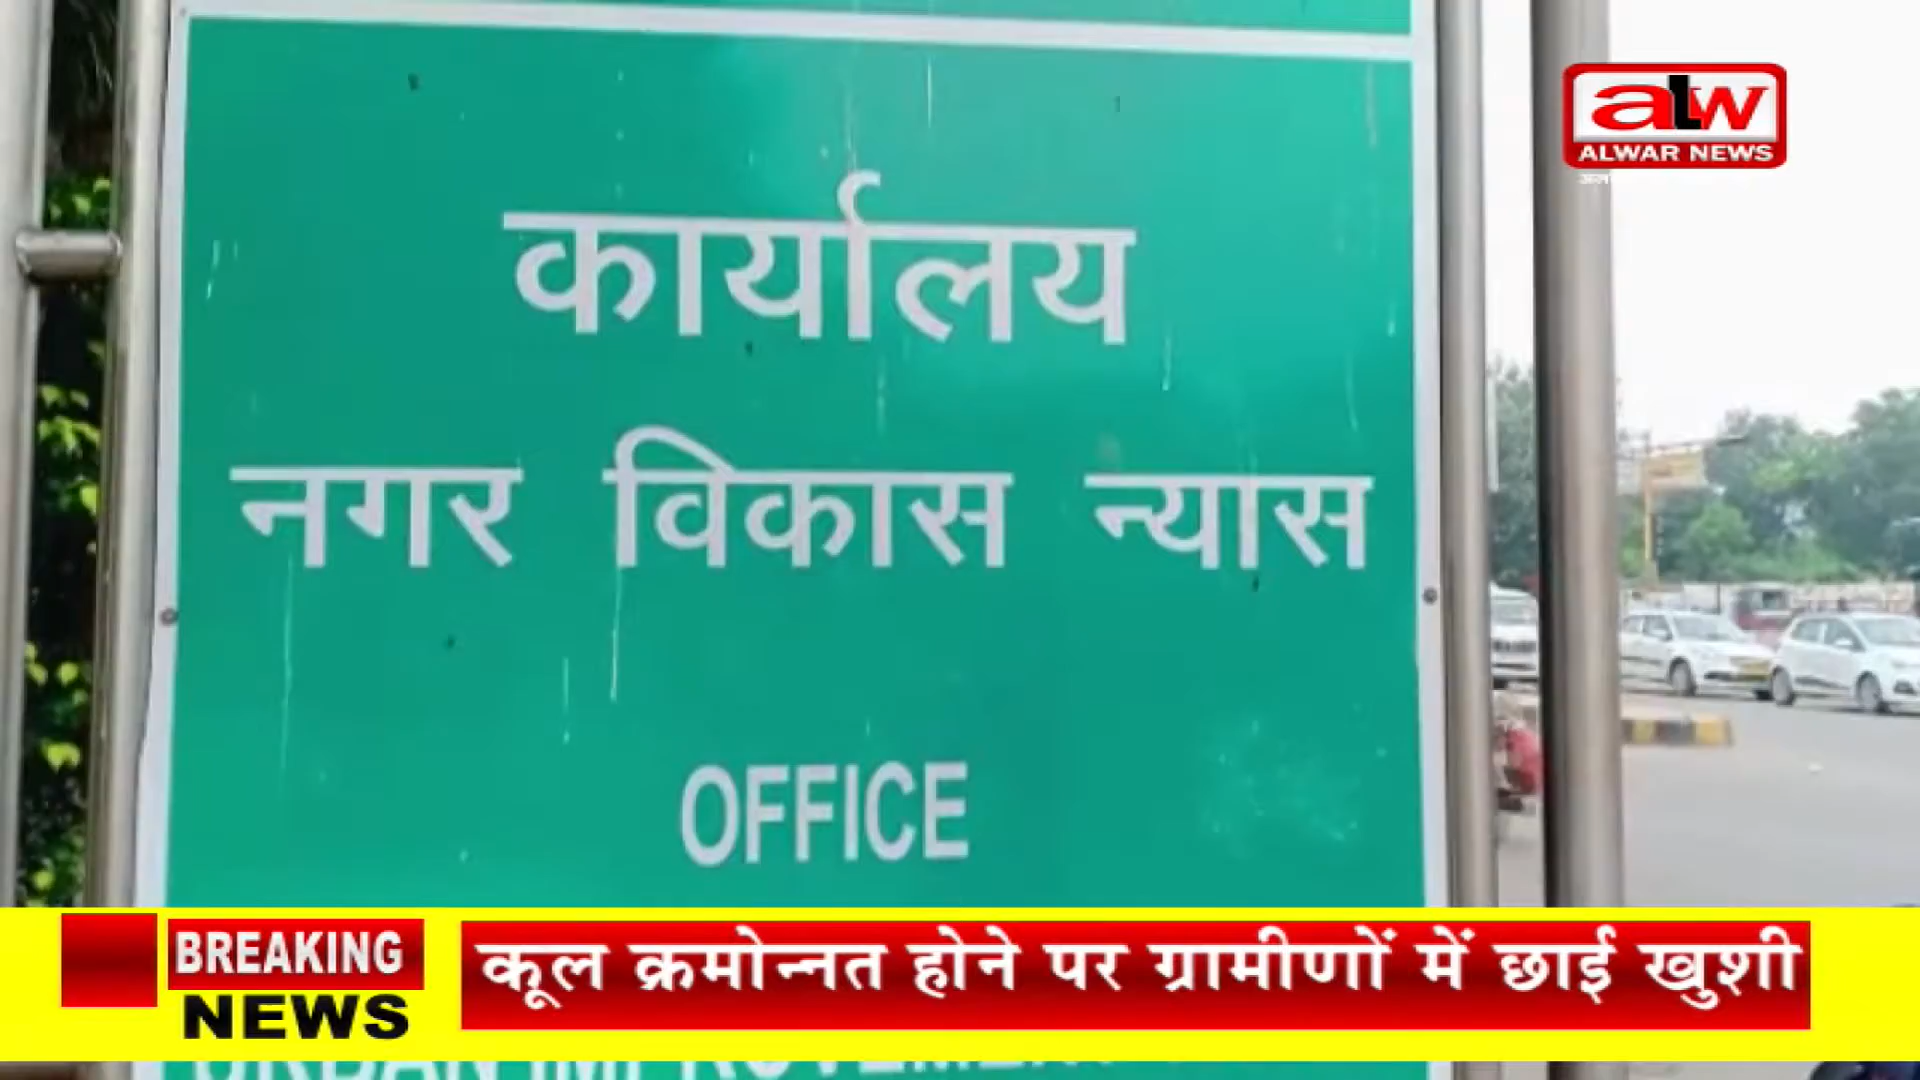 alw
ALWAR NEWS
कार्यालय
नगर विकास न्यास
OFFICE
BREAKING
NEWS
कूल क्रमोन्नत होने पर ग्रामीणों में छाई खुशी